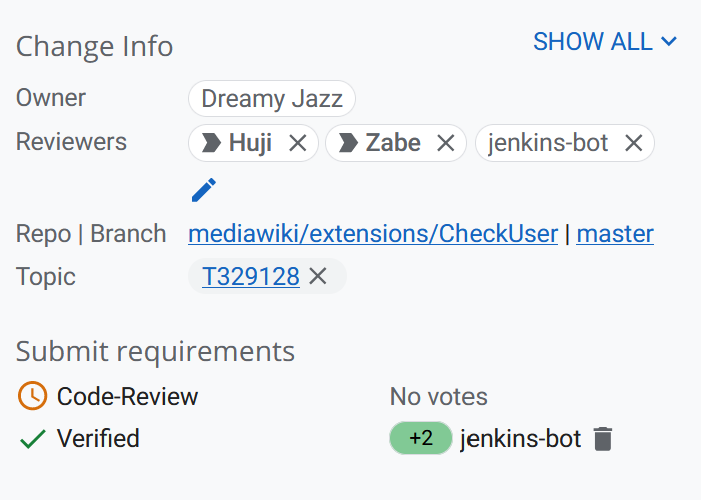 Change Info SHOW ALL
Owner Dreamy Jazz
Reviewers Huji Zabe jenkins-bot
Repo | Branch mediawiki/extensions/CheckUser | master
Topic T329128
Submit requirements
Code-Review No votes
Verified +2 jenkins-bot